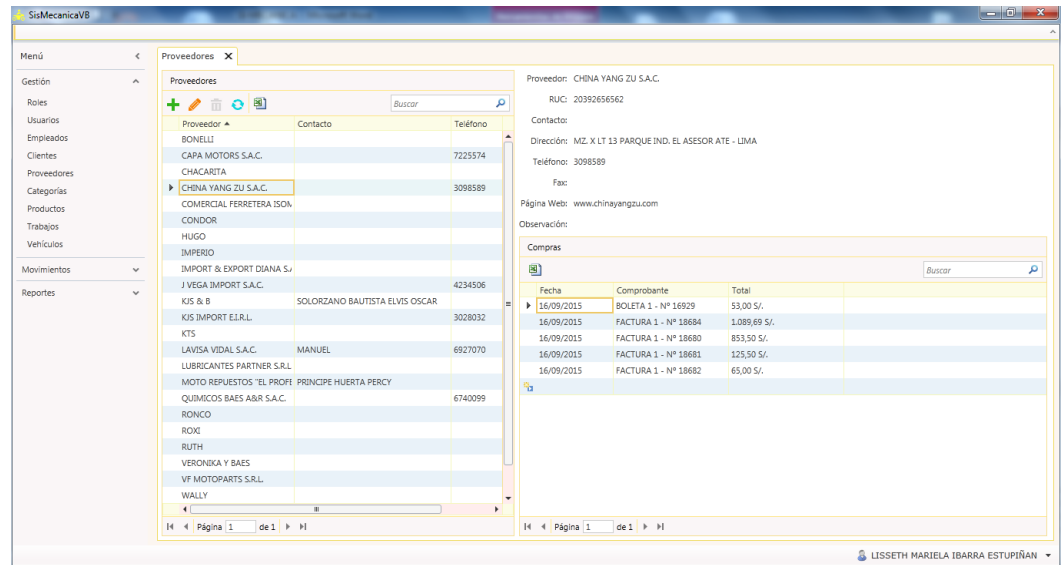 SisMecanicaVB
Menú
Gestión
Roles
Usuarios
Empleados
Clientes
Proveedores
Categorías
Productos
Trabajos
Vehículos
Movimientos
Reportes
Proveedores X
Proveedores
Buscar
Proveedor Contacto Teléfono
BONELLI
CAPA MOTORS S.A.C. 7225574
CHACARITA
CHINA YANG ZU S.A.C. 3098589
COMERCIAL FERRETERA ISON
CONDOR
HUGO
IMPERIO
IMPORT & EXPORT DIANA S.A
J VEGA IMPORT S.A.C. 4234506
KJS & B SOLORZANO BAUTISTA ELVIS OSCAR
KJS IMPORT E.I.R.L. 3028032
KTS
LAVISA VIDAL S.A.C. MANUEL 6927070
LUBRICANTES PARTNER S.R.L
MOTO REPUESTOS "EL PROFE PRINCIPE HUERTA PERCY
QUIMICOS BAES A&R S.A.C. 6740099
RONCO
ROXI
RUTH
VERONIKA Y BAES
VF MOTOPARTS S.R.L.
WALLY
Página 1 de 1
Proveedor: CHINA YANG ZU S.A.C.
RUC: 20392656562
Contacto:
Dirección: MZ. X LT 13 PARQUE IND. EL ASESOR ATE - LIMA
Teléfono: 3098589
Fax:
Página Web: www.chinayangzu.com
Observación:
Compras
Buscar
Fecha Comprobante Total
16/09/2015 BOLETA 1 - Nº 16929 53,00 S/.
16/09/2015 FACTURA 1 - Nº 18684 1.089,69 S/.
16/09/2015 FACTURA 1 - Nº 18680 853,50 S/.
16/09/2015 FACTURA 1 - Nº 18681 125,50 S/.
16/09/2015 FACTURA 1 - Nº 18682 65,00 S/.
Página 1 de 1
LISSETH MARIELA IBARRA ESTUPIÑAN